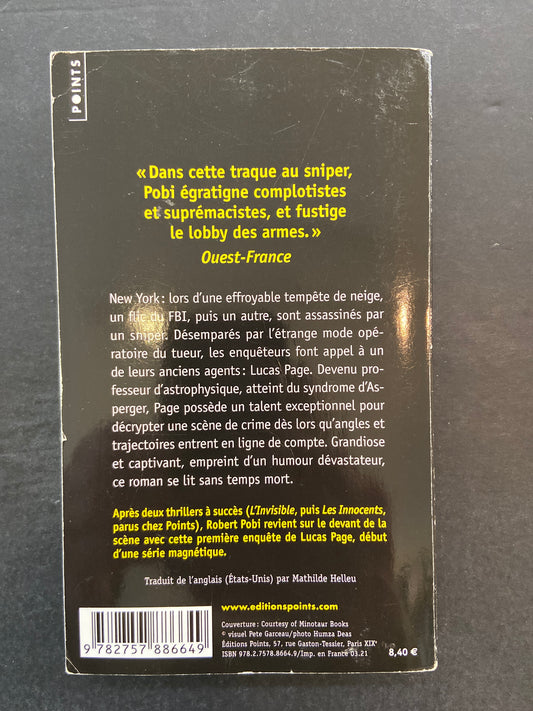 POINTS
« Dans cette traque au sniper,
Pobi égratigne complotistes
et suprémacistes, et fustige
le lobby des armes. »
Ouest-France
New York : lors d'une effroyable tempête de neige,
un flic du FBI, puis un autre, sont assassinés par
un sniper. Désemparés par l'étrange mode opé-
ratoire du tueur, les enquêteurs font appel à un
de leurs anciens agents : Lucas Page. Devenu pro-
fesseur d'astrophysique, atteint du syndrome d'As-
perger, Page possède un talent exceptionnel pour
décrypter une scène de crime dès lors qu'angles et
trajectoires entrent en ligne de compte. Grandiose
et captivant, empreint d'un humour dévastateur,
ce roman se lit sans temps mort.
Après deux thrillers à succès (L'Invisible, puis Les Innocents,
parus chez Points), Robert Pobi revient sur le devant de la
scène avec cette première enquête de Lucas Page, début
d'une série magnétique.
Traduit de l'anglais (États-Unis) par Mathilde Helleu
www.editionspoints.com
Couverture : Courtesy of Minotaur Books
© visuel Pete Garceau/photo Humza Deas
Éditions Points, 57, rue Gaston-Tessier, Paris XIXe
ISBN 978.2.7578.8664.9/Imp. en France 03.21
8,40 €
9 782757 886649